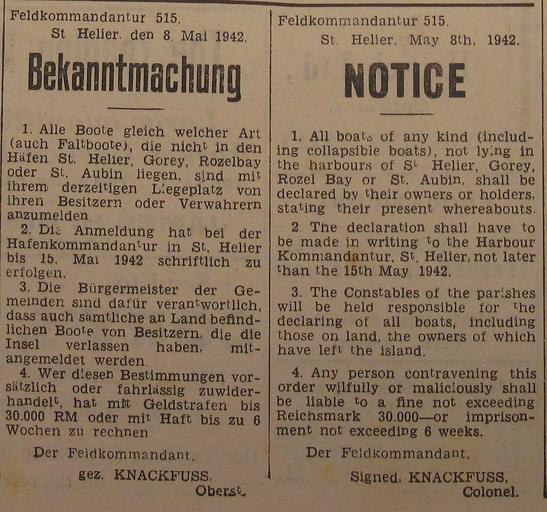 Feldkommandantur 515.
St Helier, den 8. Mai 1942.
Bekanntmachung
1. Alle Boote gleich welcher Art
(auch Faltboote), die nicht in den
Häfen St. Helier, Gorey, Rozelbay
oder St. Aubin liegen, sind mit
ihrem derzeitigen Liegeplatz von
ihren Besitzern oder Verwahrern
anzumelden
2. Die Anmeldung hat bei der
Hafenkommandantur in St. Helier
bis 15. Mai 1942 schriftlich zu
erfolgen.
3. Die Bürgermeister der Ge-
meinden sind dafür verantwortlich,
dass auch sämtliche an Land befind-
lichen Boote von Besitzern, die die
Insel verlassen haben, mit-
angemeldet werden
4. Wer diesen Bestimmungen vor-
sätzlich oder fahrlässig zuwider-
handelt, hat mit Geldstrafen bis
30.000 RM oder mit Haft bis zu 6
Wochen zu rechnen
Der Feldkommandant,
gez. KNACKFUSS,
Oberst.
Feldkommandantur 515.
St. Helier, May 8th, 1942.
NOTICE
1. All boats of any kind (includ-
ing collapsible boats), not lying in
the harbours of St Helier, Gorey,
Rozel Bay or St. Aubin, shall be
declared by their owners or holders,
stating their present whereabouts.
2. The declaration shall have to
be made in writing to the Harbour
Kommandantur, St. Helier, not later
than the 15th May 1942.
3. The Constables of the parishes
will be held responsible for the
declaring of all boats, including
those on land, the owners of which
have left the island.
4. Any person contravening this
order wilfully or maliciously shall
be liable to a fine not exceeding
Reichsmark 30.000—or imprison-
ment not exceeding 6 weeks.
Der Feldkommandant,
Signed, KNACKFUSS,
Colonel.